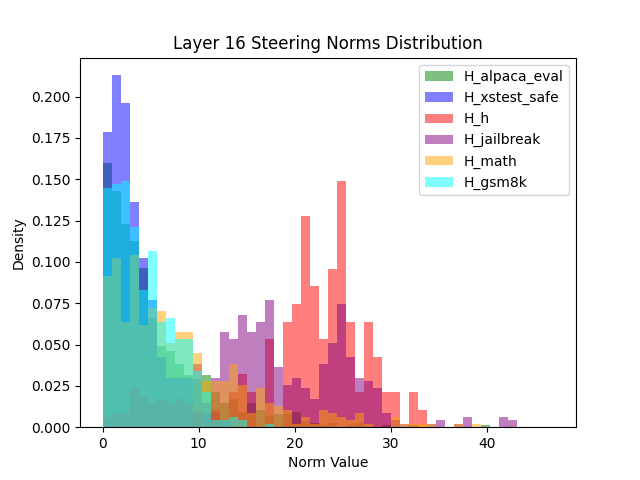 Layer 16 Steering Norms Distribution
H_alpaca_eval
H_xstest_safe
H_h
H_jailbreak
H_math
H_gsm8k
Density
0.200
0.175
0.150
0.125
0.100
0.075
0.050
0.025
0.000
0
10
20
30
40
Norm Value